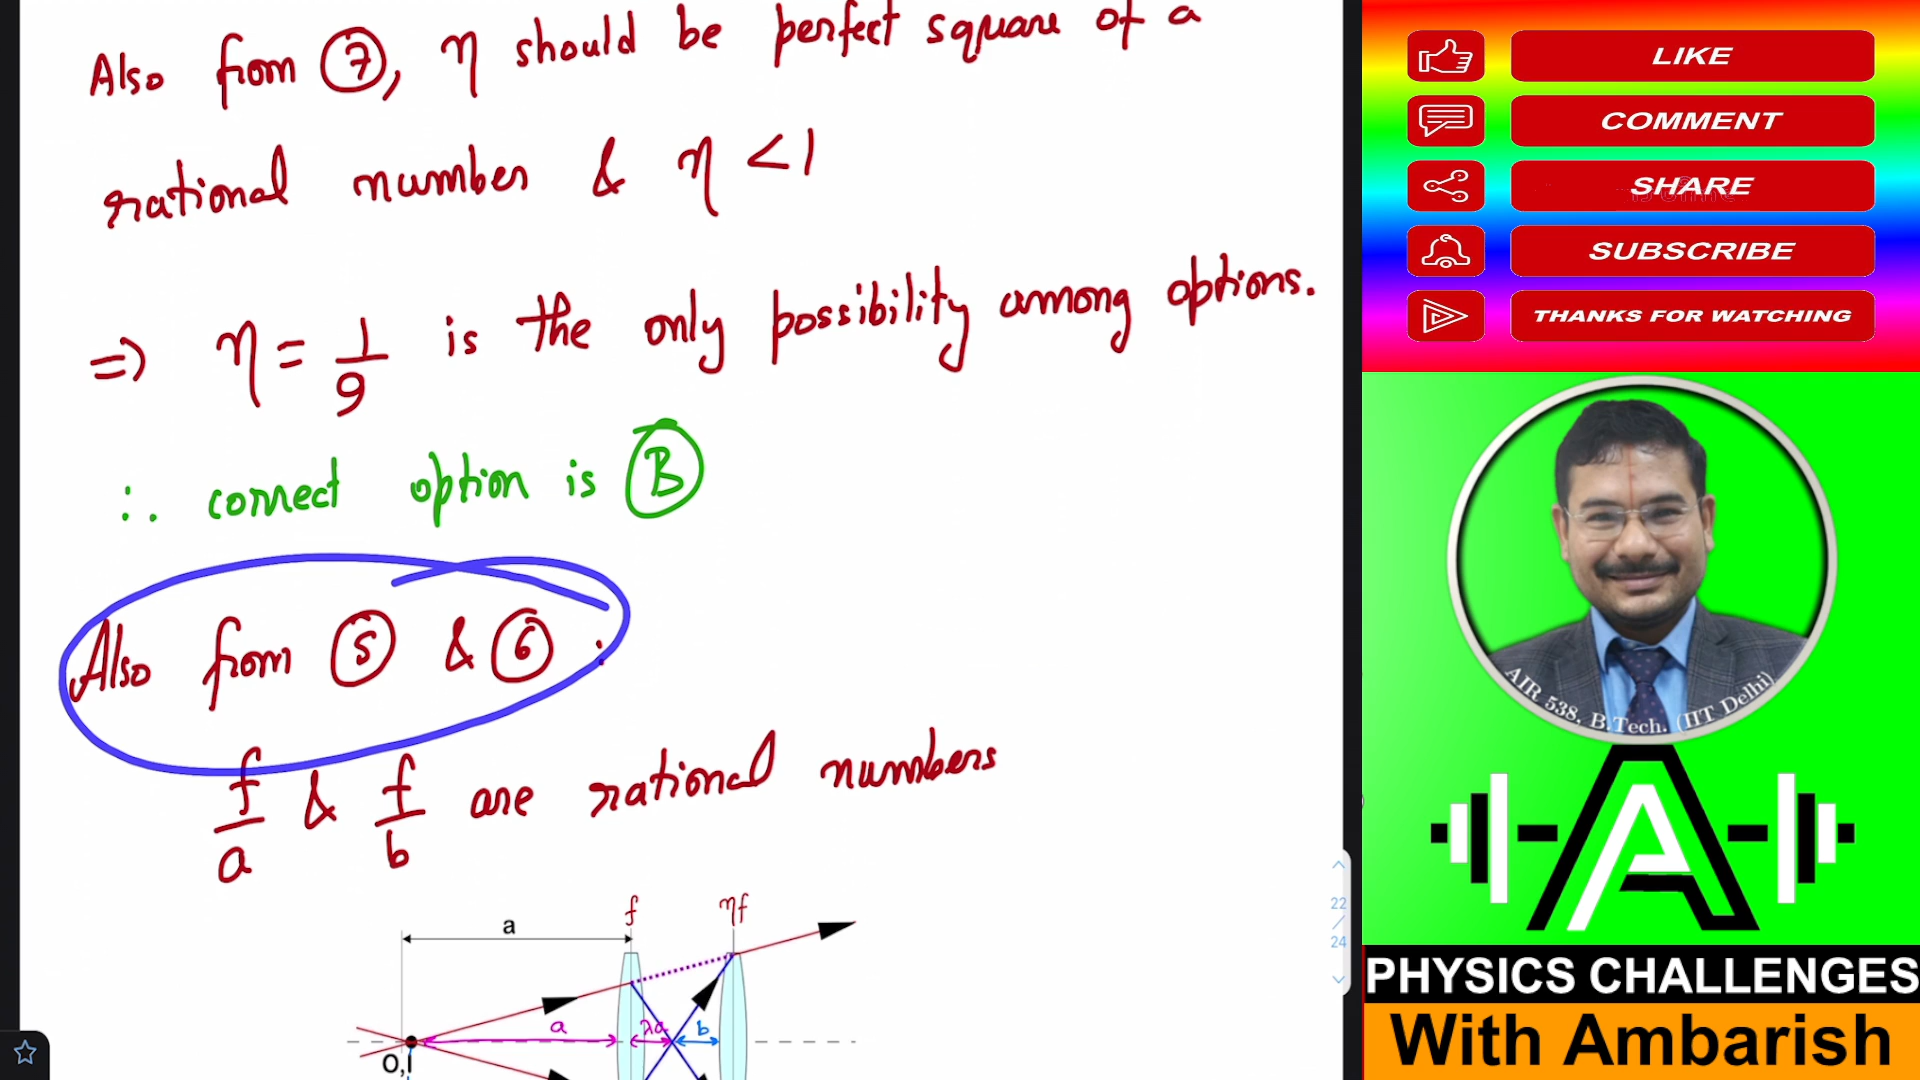 Also from ⑦, η should be perfect square of a
rational number & η < 1
⇒ η = 1/9 is the only possibility among options.
∴ correct option is Ⓑ
Also from ⑤ & ⑥ :
f/a & f/b are rational numbers
a
f
ηf
a
λa
b
O,I
22
/
24
LIKE
COMMENT
SHARE
SUBSCRIBE
THANKS FOR WATCHING
AIR 538, B.Tech. (IIT Delhi)
A
PHYSICS CHALLENGES
With Ambarish